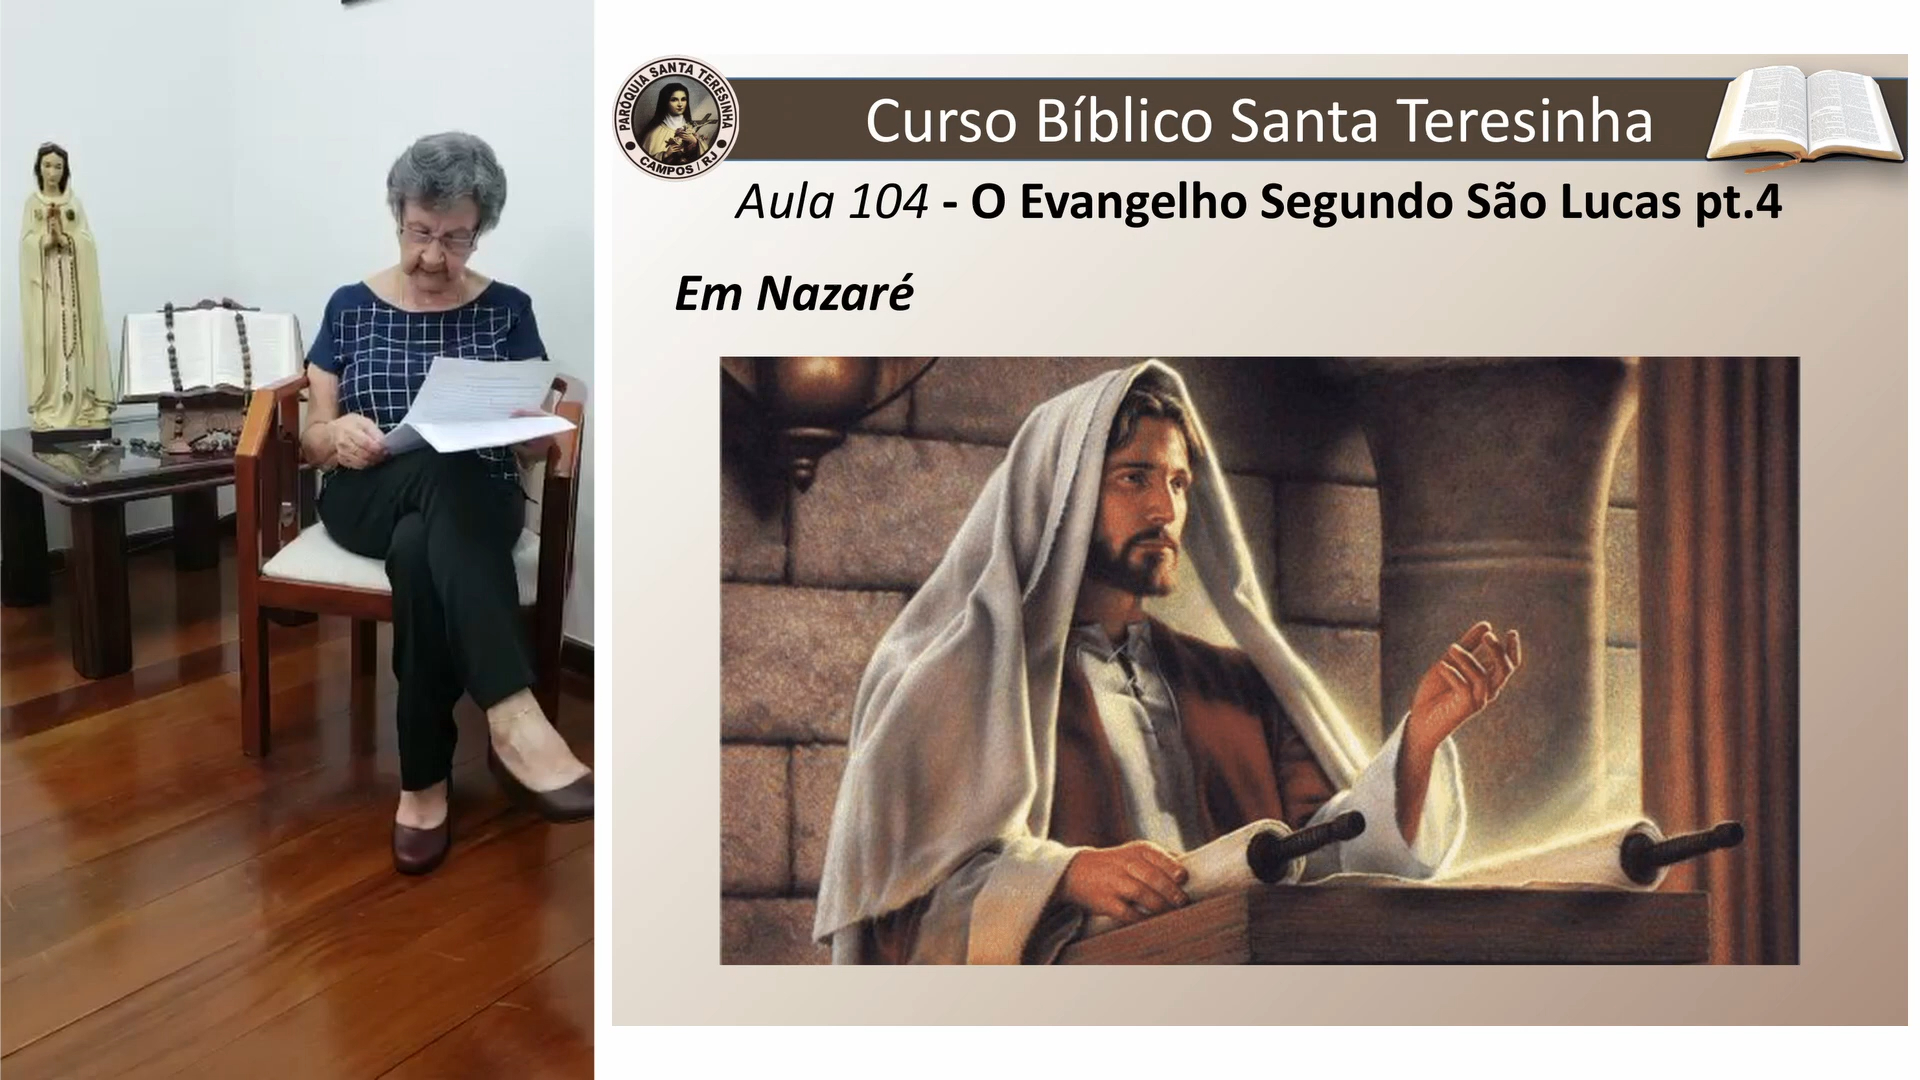 PARÓQUIA SANTA TERESINHA
CAMPOS / RJ
Curso Bíblico Santa Teresinha
Aula 104 - O Evangelho Segundo São Lucas pt.4
Em Nazaré